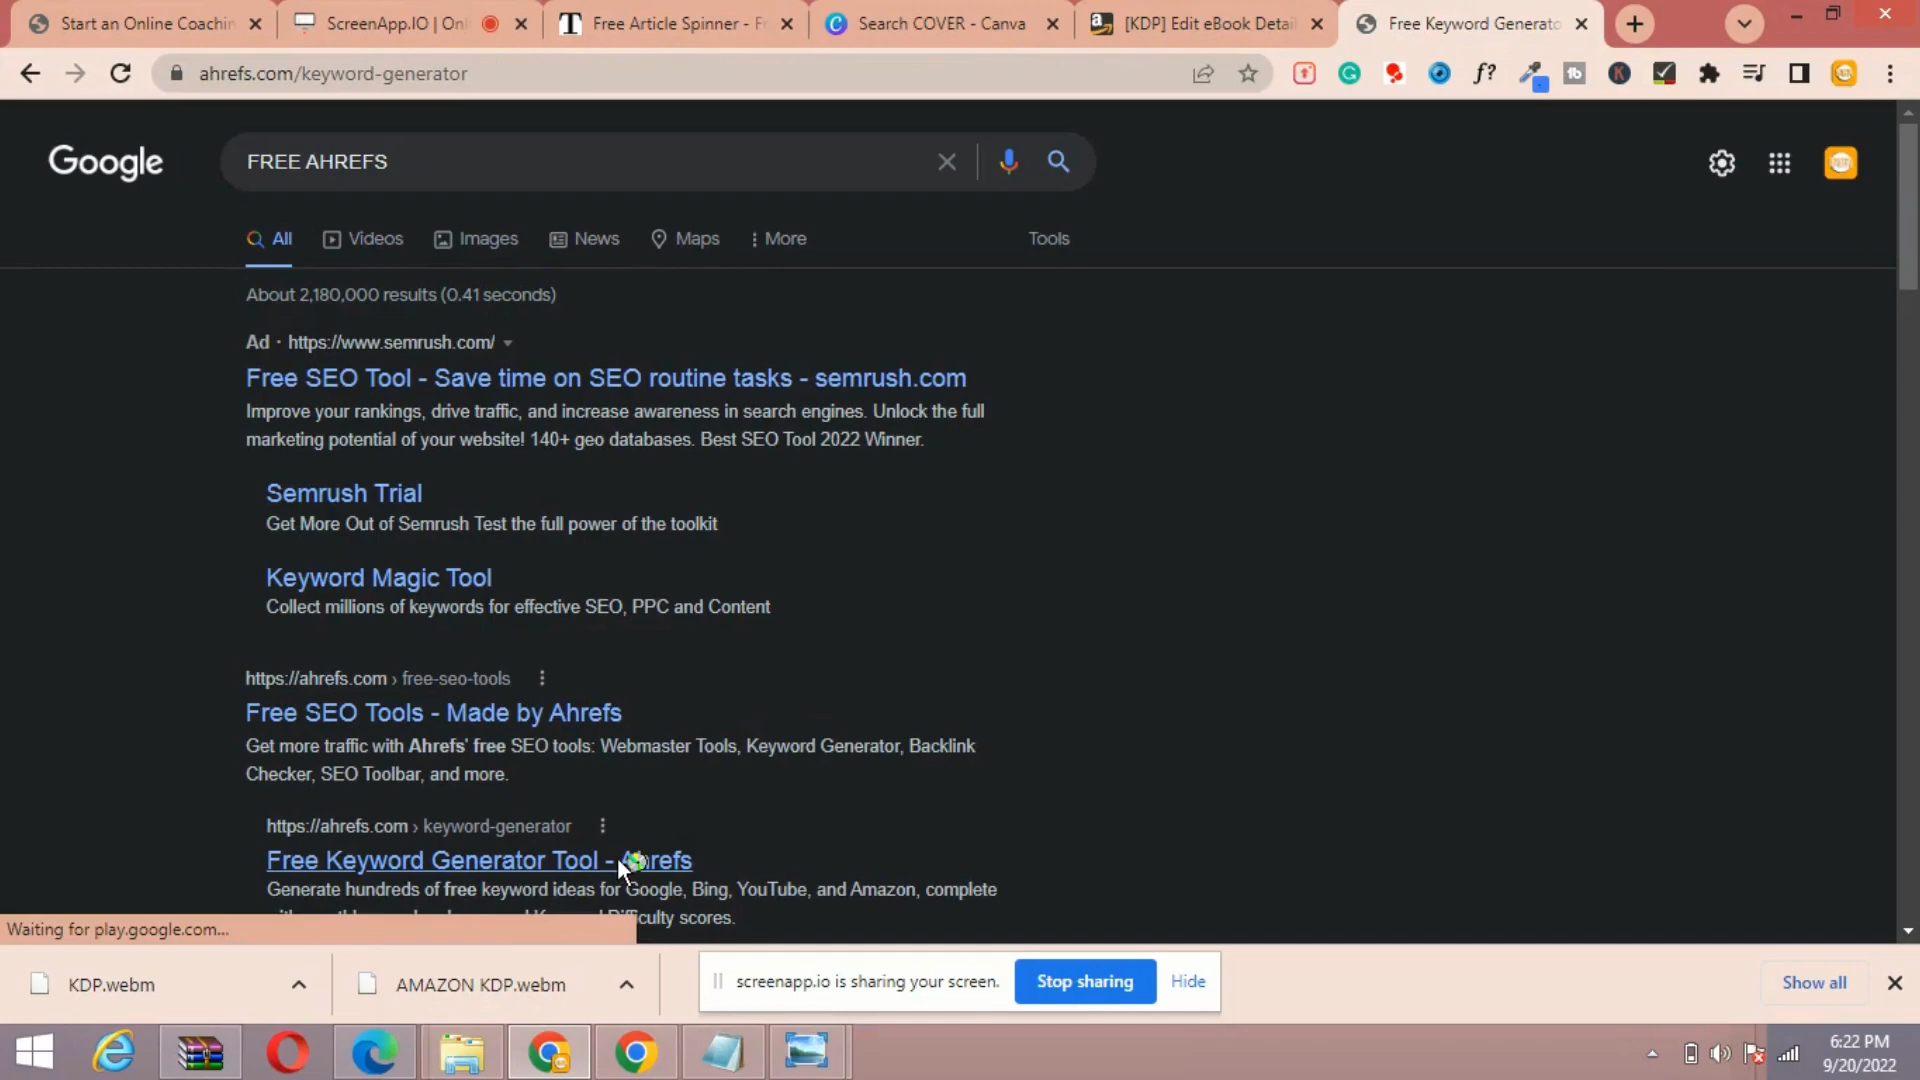 Start an Online Coachin
ScreenApp.IO | Onl
Free Article Spinner - F
Search COVER - Canva
[KDP] Edit eBook Detail
Free Keyword Generato
ahrefs.com/keyword-generator
Google
FREE AHREFS
All
Videos
Images
News
Maps
More
Tools
About 2,180,000 results (0.41 seconds)
Ad · https://www.semrush.com/
Free SEO Tool - Save time on SEO routine tasks - semrush.com
Improve your rankings, drive traffic, and increase awareness in search engines. Unlock the full
marketing potential of your website! 140+ geo databases. Best SEO Tool 2022 Winner.
Semrush Trial
Get More Out of Semrush Test the full power of the toolkit
Keyword Magic Tool
Collect millions of keywords for effective SEO, PPC and Content
https://ahrefs.com › free-seo-tools
Free SEO Tools - Made by Ahrefs
Get more traffic with Ahrefs' free SEO tools: Webmaster Tools, Keyword Generator, Backlink
Checker, SEO Toolbar, and more.
https://ahrefs.com › keyword-generator
Free Keyword Generator Tool - Ahrefs
Generate hundreds of free keyword ideas for Google, Bing, YouTube, and Amazon, complete
scores.
Waiting for play.google.com...
KDP.webm
AMAZON KDP.webm
screenapp.io is sharing your screen.
Stop sharing
Hide
Show all
6:22 PM
9/20/2022